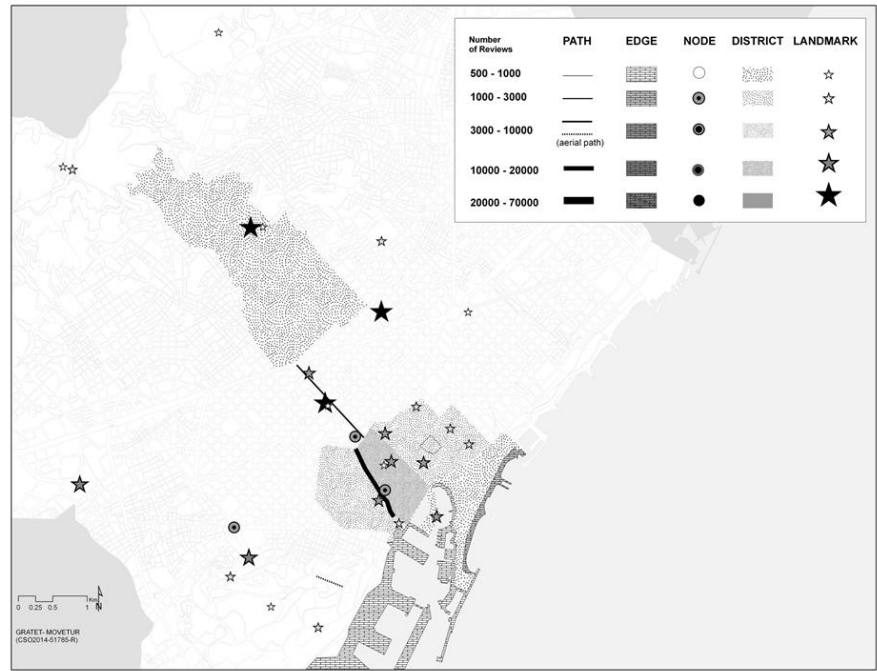 Number
of Reviews
PATH EDGE NODE DISTRICT LANDMARK
500 - 1000
1000 - 3000
3000 - 10000
(aerial path)
10000 - 20000
20000 - 70000
Km
0 0.25 0.5 1 N
GRATET- MOVETUR
(CSO2014-51785-R)